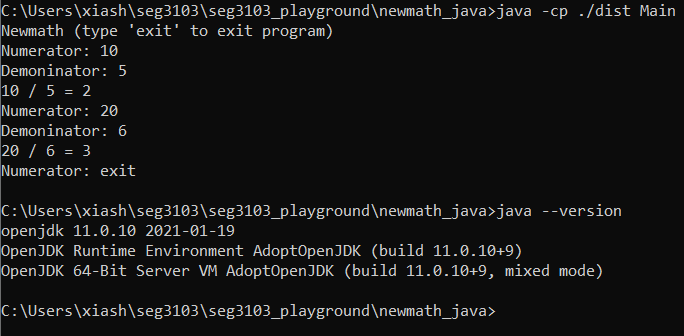 C:\Users\xiash\seg3103\seg3103_playground\newmath_java>java -cp ./dist Main
Newmath (type 'exit' to exit program)
Numerator: 10
Demoninator: 5
10 / 5 = 2
Numerator: 20
Demoninator: 6
20 / 6 = 3
Numerator: exit
C:\Users\xiash\seg3103\seg3103_playground\newmath_java>java --version
openjdk 11.0.10 2021-01-19
OpenJDK Runtime Environment AdoptOpenJDK (build 11.0.10+9)
OpenJDK 64-Bit Server VM AdoptOpenJDK (build 11.0.10+9, mixed mode)
C:\Users\xiash\seg3103\seg3103_playground\newmath_java>